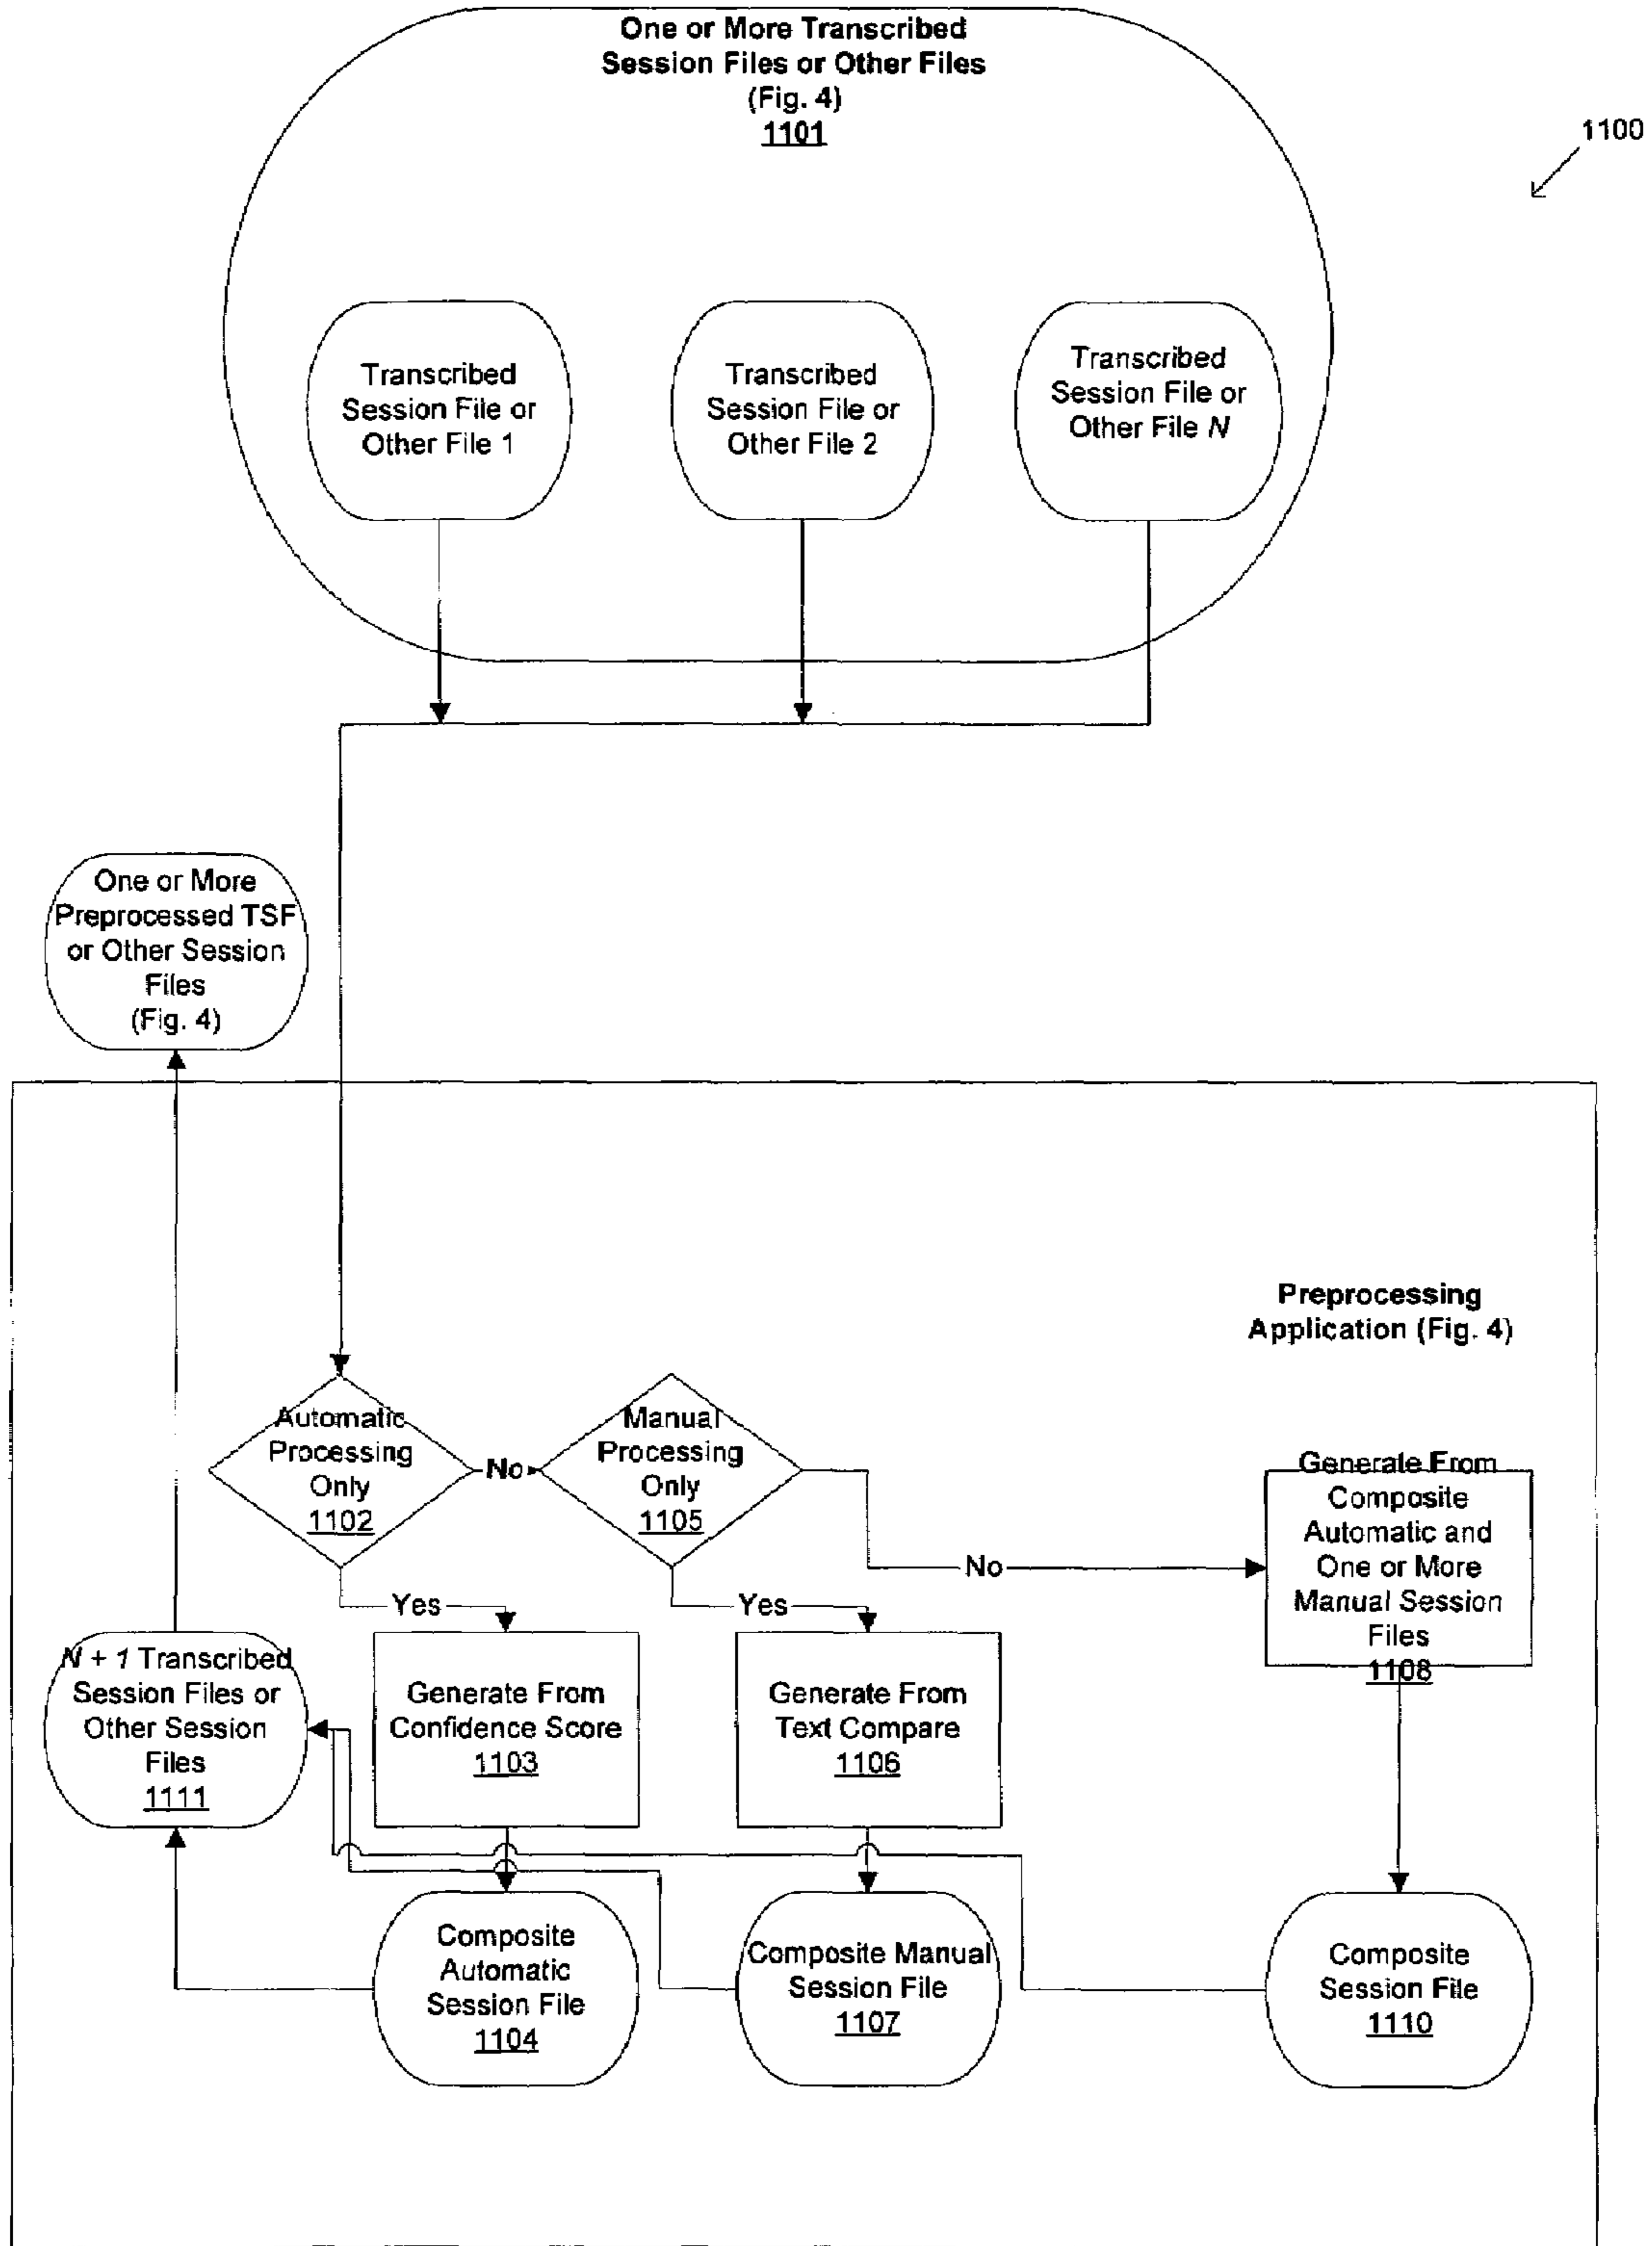 One or More Transcribed
Session Files or Other Files
(Fig. 4)
1101
1100
Transcribed
Session File or
Other File 1
Transcribed
Session File or
Other File 2
Transcribed
Session File or
Other File N
One or More
Preprocessed TSF
or Other Session
Files
(Fig. 4)
Preprocessing
Application (Fig. 4)
Automatic
Processing
Only
1102
No
Manual
Processing
Only
1105
No
Generate From
Composite
Automatic and
One or More
Manual Session
Files
1108
Yes
Yes
N + 1 Transcribed
Session Files or
Other Session
Files
1111
Generate From
Confidence Score
1103
Generate From
Text Compare
1106
Composite
Automatic
Session File
1104
Composite Manual
Session File
1107
Composite
Session File
1110